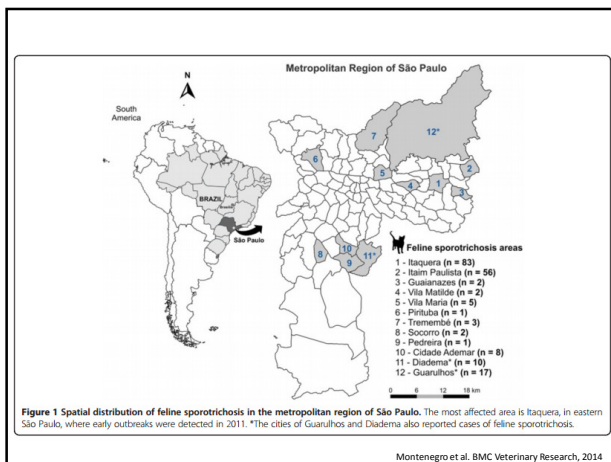 Metropolitan Region of São Paulo
N
South
America
BRAZIL
São Paulo
12*
7
6
5
2
4
1
3
10
8
11*
9
Feline sporotrichosis areas
1 - Itaquera (n = 83)
2 - Itaim Paulista (n = 56)
3 - Guaianazes (n = 2)
4 - Vila Matilde (n = 2)
5 - Vila Maria (n = 5)
6 - Pirituba (n = 1)
7 - Tremembé (n = 3)
8 - Socorro (n = 2)
9 - Pedreira (n = 1)
10 - Cidade Ademar (n = 8)
11 - Diadema* (n = 10)
12 - Guarulhos* (n = 17)
0 6 12 18 km
Figure 1 Spatial distribution of feline sporotrichosis in the metropolitan region of São Paulo. The most affected area is Itaquera, in eastern
São Paulo, where early outbreaks were detected in 2011. *The cities of Guarulhos and Diadema also reported cases of feline sporotrichosis.
Montenegro et al. BMC Veterinary Research, 2014